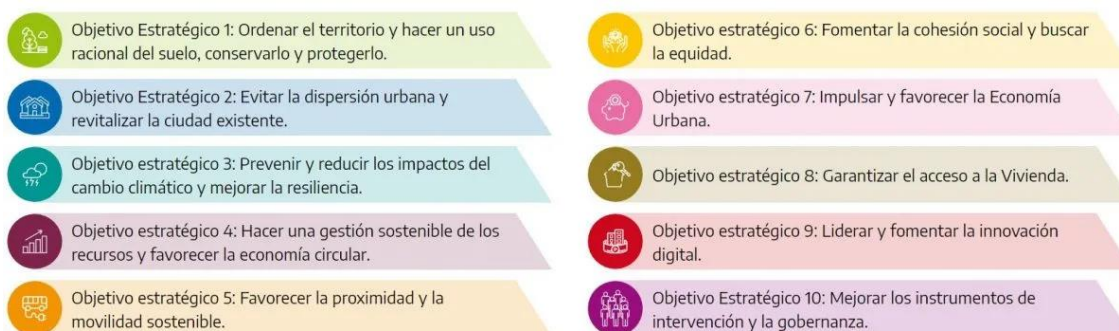 Objetivo Estratégico 1: Ordenar el territorio y hacer un uso
racional del suelo, conservarlo y protegerlo.
Objetivo Estratégico 2: Evitar la dispersión urbana y
revitalizar la ciudad existente.
Objetivo estratégico 3: Prevenir y reducir los impactos del
cambio climático y mejorar la resiliencia.
Objetivo estratégico 4: Hacer una gestión sostenible de los
recursos y favorecer la economía circular.
Objetivo estratégico 5: Favorecer la proximidad y la
movilidad sostenible.
Objetivo estratégico 6: Fomentar la cohesión social y buscar
la equidad.
Objetivo estratégico 7: Impulsar y favorecer la Economía
Urbana.
Objetivo estratégico 8: Garantizar el acceso a la Vivienda.
Objetivo estratégico 9: Liderar y fomentar la innovación
digital.
Objetivo Estratégico 10: Mejorar los instrumentos de
intervención y la gobernanza.